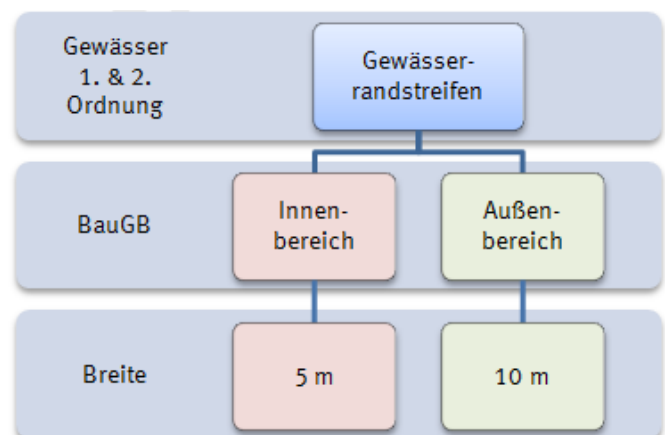 Gewässer
1. & 2.
Ordnung
Gewässer-
randstreifen
BauGB
Innen-
bereich
Außen-
bereich
Breite
5 m
10 m